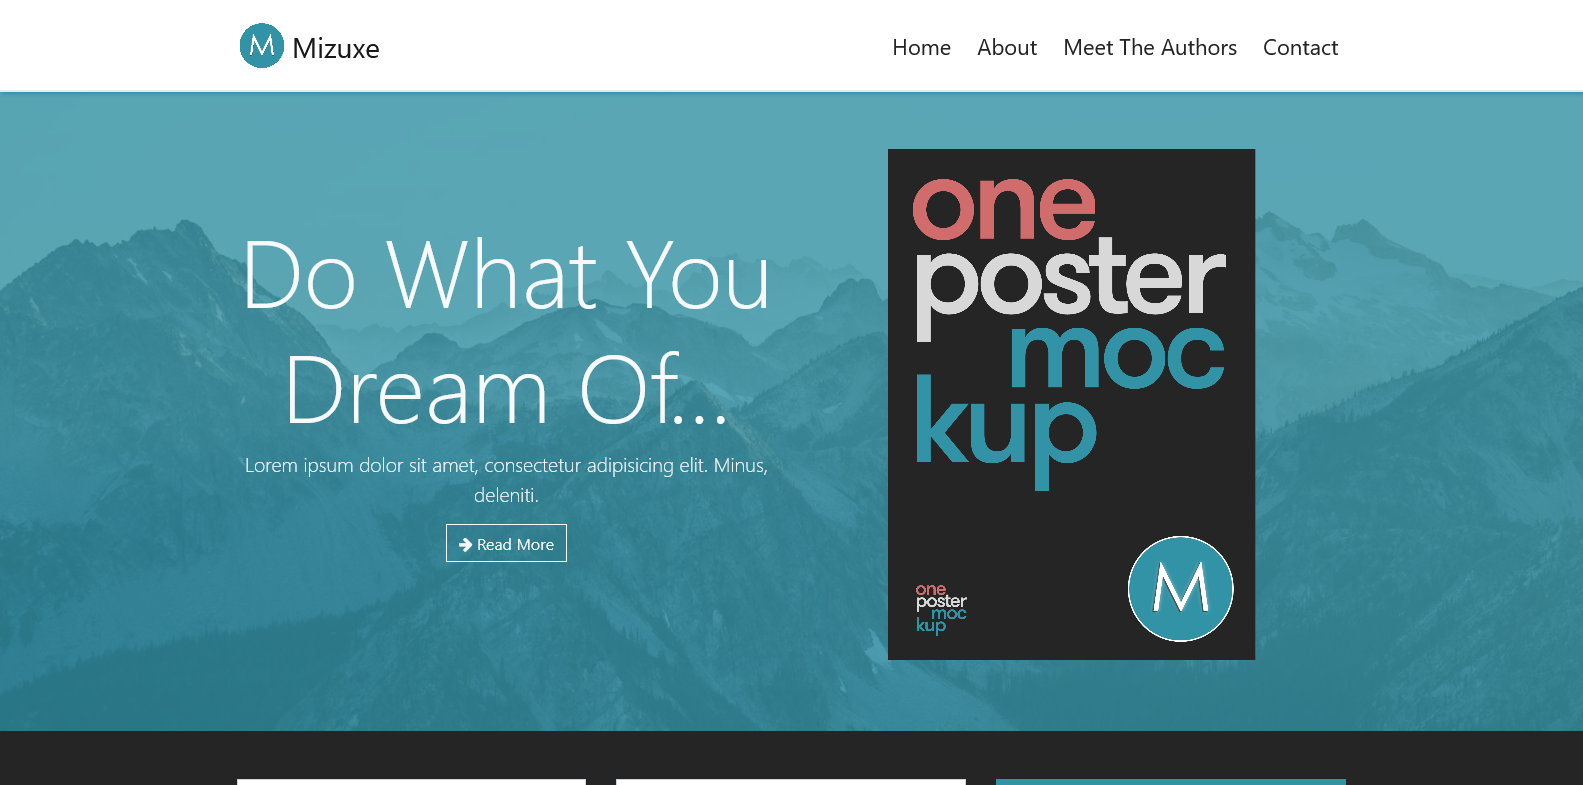 M Mizuxe
Home About Meet The Authors Contact
Do What You
Dream Of...
Lorem ipsum dolor sit amet, consectetur adipisicing elit. Minus,
deleniti.
Read More
one
poster
moc
kup
one
poster
moc
kup
M